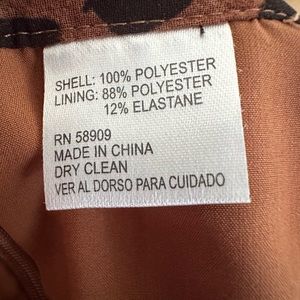 SHELL: 100% POLYESTER
LINING: 88% POLYESTER
12% ELASTANE
RN 58909
MADE IN CHINA
DRY CLEAN
VER AL DORSO PARA CUIDADO